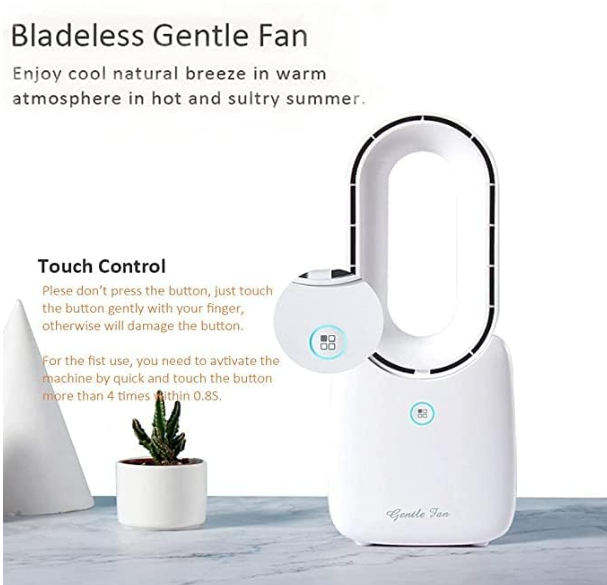 Bladeless Gentle Fan
Enjoy cool natural breeze in warm
atmosphere in hot and sultry summer.
Touch Control
Plese don't press the button, just touch
the button gently with your finger,
otherwise will damage the button.
For the fist use, you need to avtivate the
machine by quick and touch the button
more than 4 times within 0.8S.
Gentle Fan